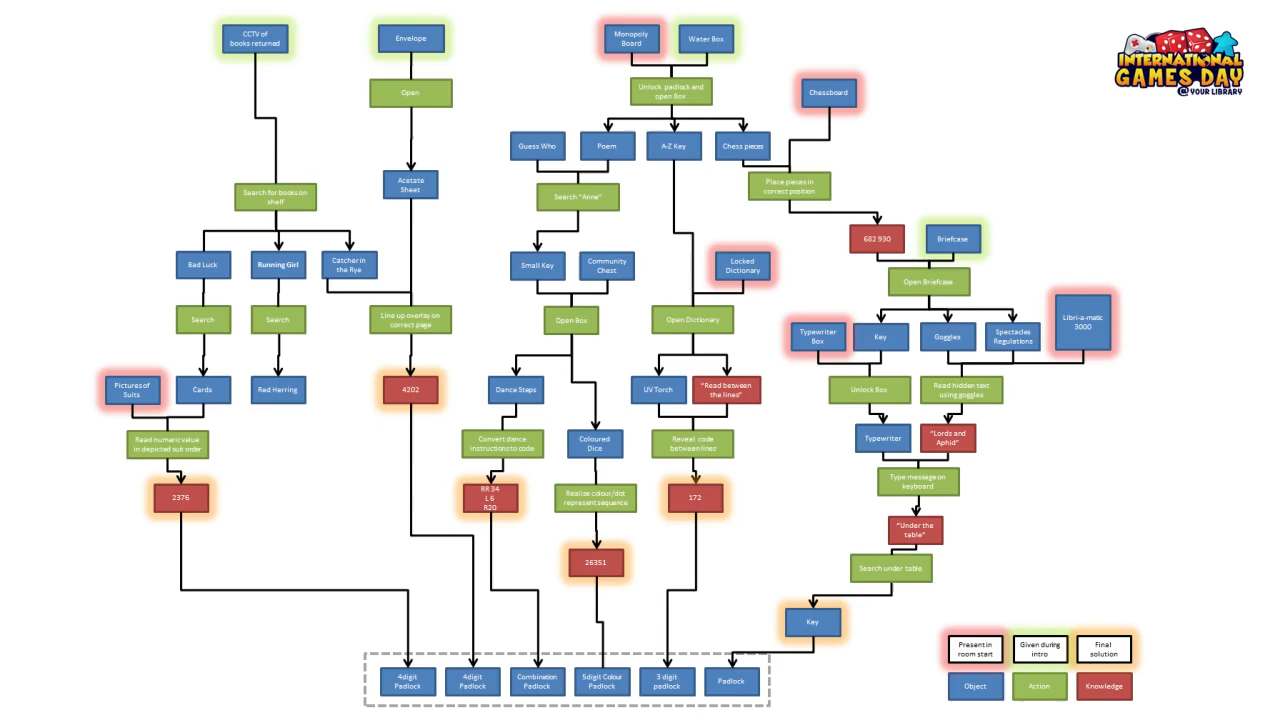 CCTV of
books returned
Envelope
Monopoly
Board
Water Box
INTERNATIONAL
GAMES DAY
@ YOUR LIBRARY
Open
Unlock padlock and
open Box
Chessboard
Guess Who
Poem
A-Z Key
Chess pieces
Search for books on
shelf
Acetate
Sheet
Search "Anne"
Place pieces in
correct position
682 930
Briefcase
Bad Luck
Running Girl
Catcher in
the Rye
Small Key
Community
Chest
Locked
Dictionary
Open Briefcase
Search
Search
Line up overlay on
correct page
Open Box
Open Dictionary
Typewriter
Box
Key
Goggles
Spectacles
Regulations
Libri-a-matic
3000
Pictures of
Suits
Cards
Red Herring
4202
Dance Steps
UV Torch
"Read between
the lines"
Unlock Box
Read hidden text
using goggles
Read numeric value
in depicted suit order
Convert dance
instructions to code
Coloured
Dice
Reveal code
between lines
Typewriter
"Lords and
Aphid"
2376
RR 34
L 6
R20
Realise colour/dot
represent sequence
172
Type message on
keyboard
"Under the
table"
26351
Search under table
Key
4digit
Padlock
4digit
Padlock
Combination
Padlock
5digit Colour
Padlock
3 digit
padlock
Padlock
Present in
room start
Given during
intro
Final
solution
Object
Action
Knowledge